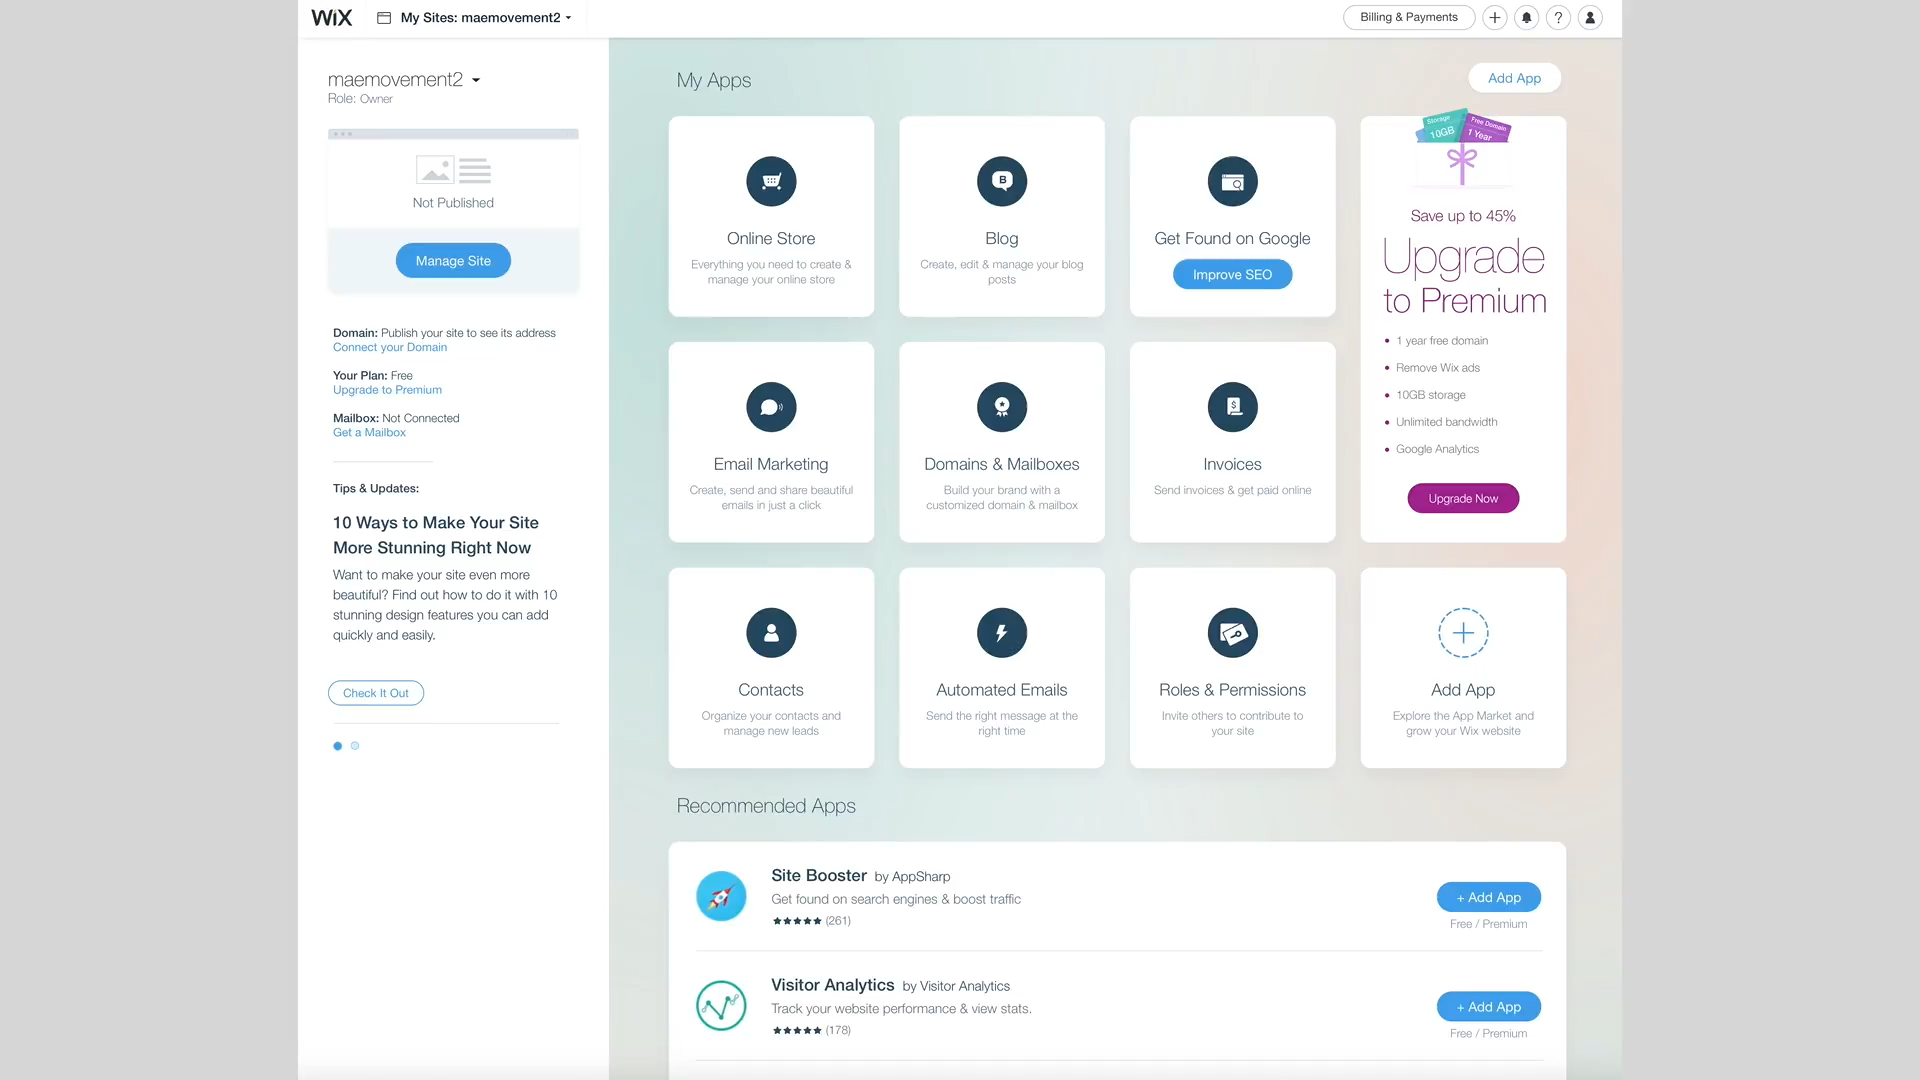 WiX
My Sites: maemovement2
Billing & Payments
?
maemovement2
Role: Owner
Not Published
Manage Site
Domain: Publish your site to see its address
Connect your Domain
Your Plan: Free
Upgrade to Premium
Mailbox: Not Connected
Get a Mailbox
Tips & Updates:
10 Ways to Make Your Site
More Stunning Right Now
Want to make your site even more
beautiful? Find out how to do it with 10
stunning design features you can add
quickly and easily.
Check It Out
My Apps
Add App
Online Store
Everything you need to create &
manage your online store
B
Blog
Create, edit & manage your blog
posts
Get Found on Google
Improve SEO
Storage
10GB
Free Domain
1 Year
Save up to 45%
Upgrade
to Premium
1 year free domain
Remove Wix ads
10GB storage
Unlimited bandwidth
Google Analytics
Upgrade Now
Email Marketing
Create, send and share beautiful
emails in just a click
Domains & Mailboxes
Build your brand with a
customized domain & mailbox
$
Invoices
Send invoices & get paid online
Contacts
Organize your contacts and
manage new leads
Automated Emails
Send the right message at the
right time
Roles & Permissions
Invite others to contribute to
your site
Add App
Explore the App Market and
grow your Wix website
Recommended Apps
Site Booster by AppSharp
Get found on search engines & boost traffic
(261)
+ Add App
Free / Premium
Visitor Analytics by Visitor Analytics
Track your website performance & view stats.
(178)
+ Add App
Free / Premium